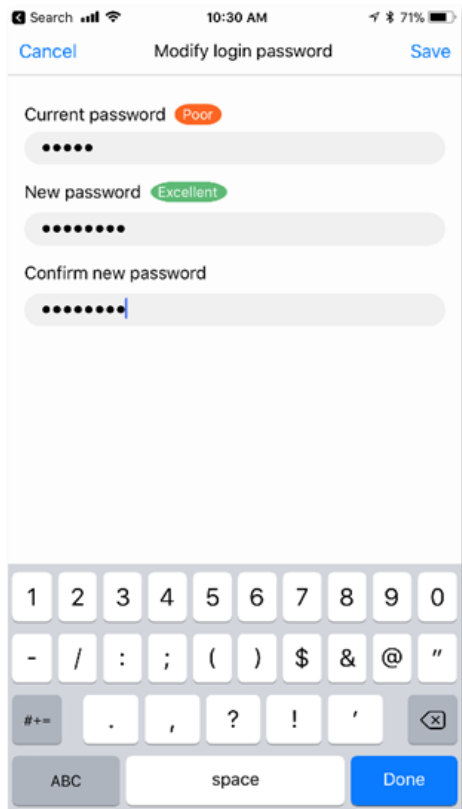 Search 10:30 AM 71%
Cancel Modify login password Save
Current password Poor
•••••
New password Excellent
••••••••
Confirm new password
••••••••
1 2 3 4 5 6 7 8 9 0
- / : ; ( ) $ & @ "
#+= . , ? ! '
ABC space Done